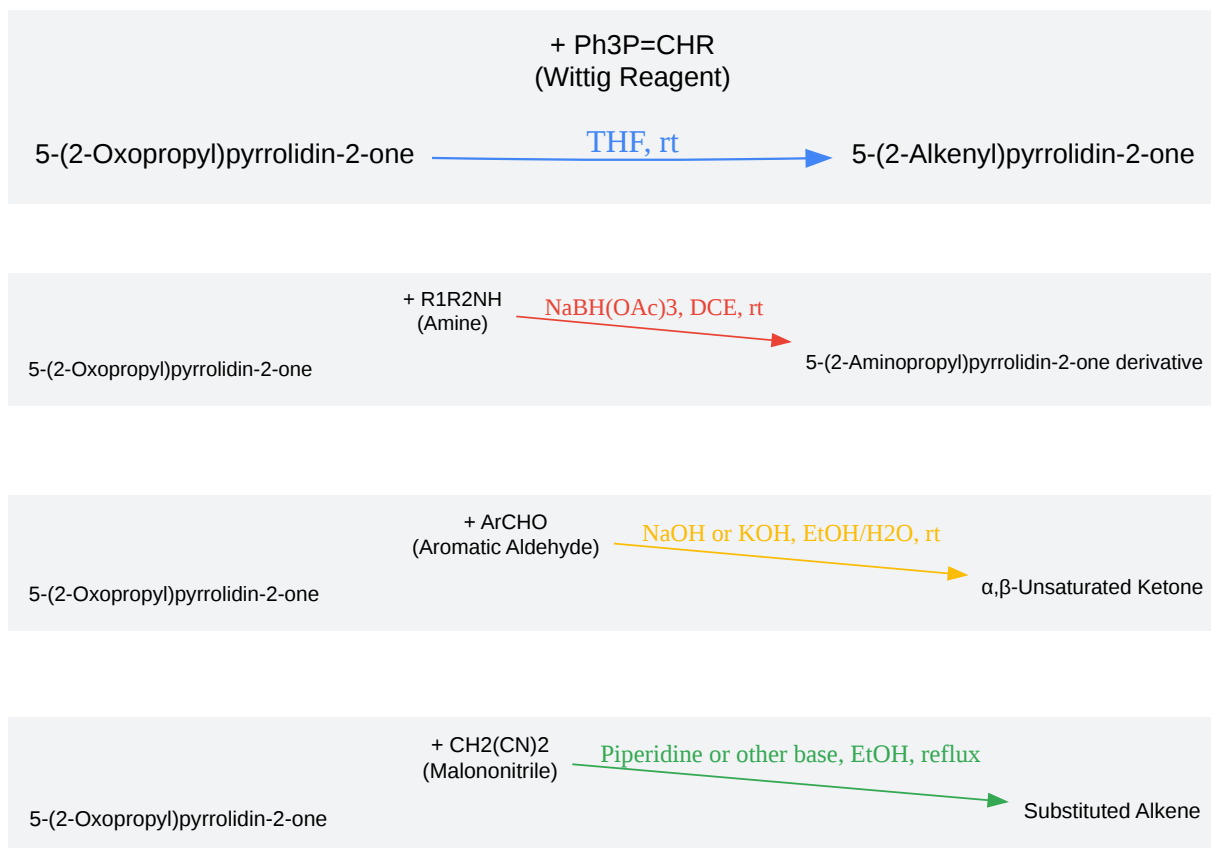 + Ph3P=CHR
(Wittig Reagent)
THF, rt
5-(2-Oxopropyl)pyrrolidin-2-one
5-(2-Alkenyl)pyrrolidin-2-one
+ R1R2NH
(Amine)
NaBH(OAc)3, DCE, rt
5-(2-Oxopropyl)pyrrolidin-2-one
5-(2-Aminopropyl)pyrrolidin-2-one derivative
+ ArCHO
(Aromatic Aldehyde)
NaOH or KOH, EtOH/H2O, rt
5-(2-Oxopropyl)pyrrolidin-2-one
α,β-Unsaturated Ketone
+ CH2(CN)2
(Malononitrile)
Piperidine or other base, EtOH, reflux
5-(2-Oxopropyl)pyrrolidin-2-one
Substituted Alkene